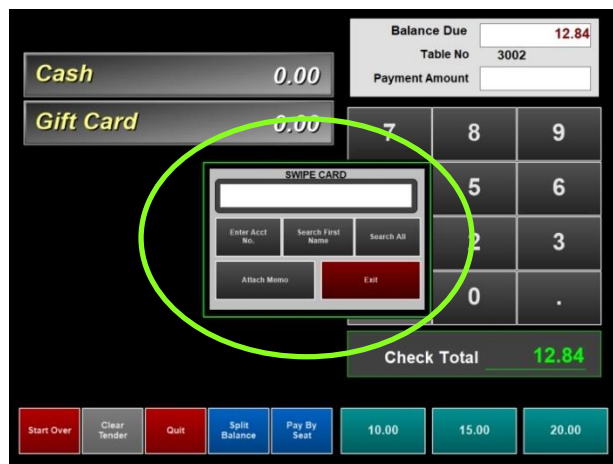 Balance Due 12.84
Table No 3002
Payment Amount
Cash 0.00
Gift Card 0.00
7 8 9
SWIPE CARD
5 6
Enter Acct No. Search First Name Search All
2 3
Attach Memo Exit
0 .
Check Total 12.84
Start Over Clear Tender Quit Split Balance Pay By Seat 10.00 15.00 20.00